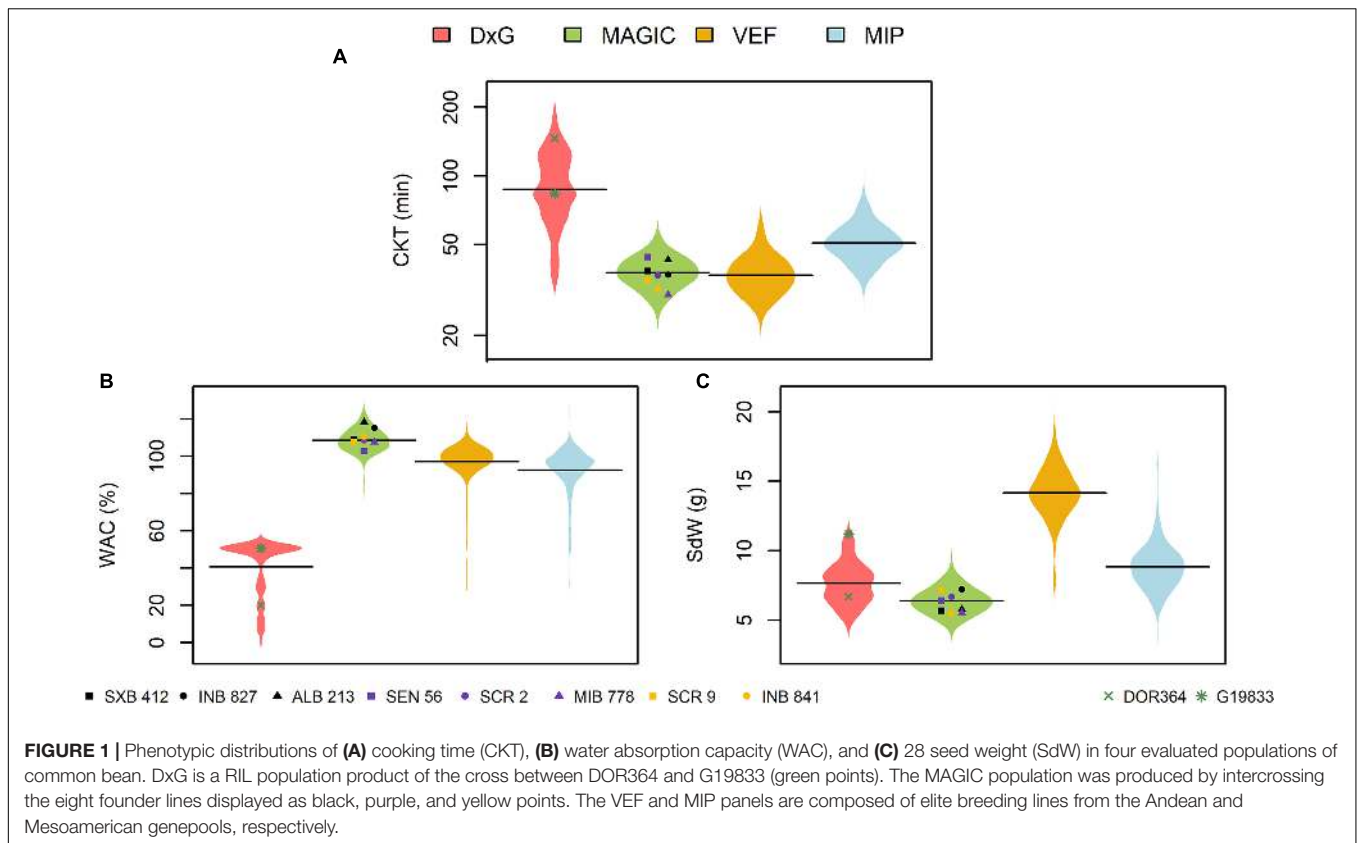 DxG MAGIC VEF MIP
A
CKT (min)
200
100
50
20
B
WAC (%)
100
60
20
0
C
SdW (g)
20
15
10
5
SXB 412 INB 827 ALB 213 SEN 56 SCR 2 MIB 778 SCR 9 INB 841 DOR364 G19833
FIGURE 1 | Phenotypic distributions of (A) cooking time (CKT), (B) water absorption capacity (WAC), and (C) 28 seed weight (SdW) in four evaluated populations of
common bean. DxG is a RIL population product of the cross between DOR364 and G19833 (green points). The MAGIC population was produced by intercrossing
the eight founder lines displayed as black, purple, and yellow points. The VEF and MIP panels are composed of elite breeding lines from the Andean and
Mesoamerican genepools, respectively.